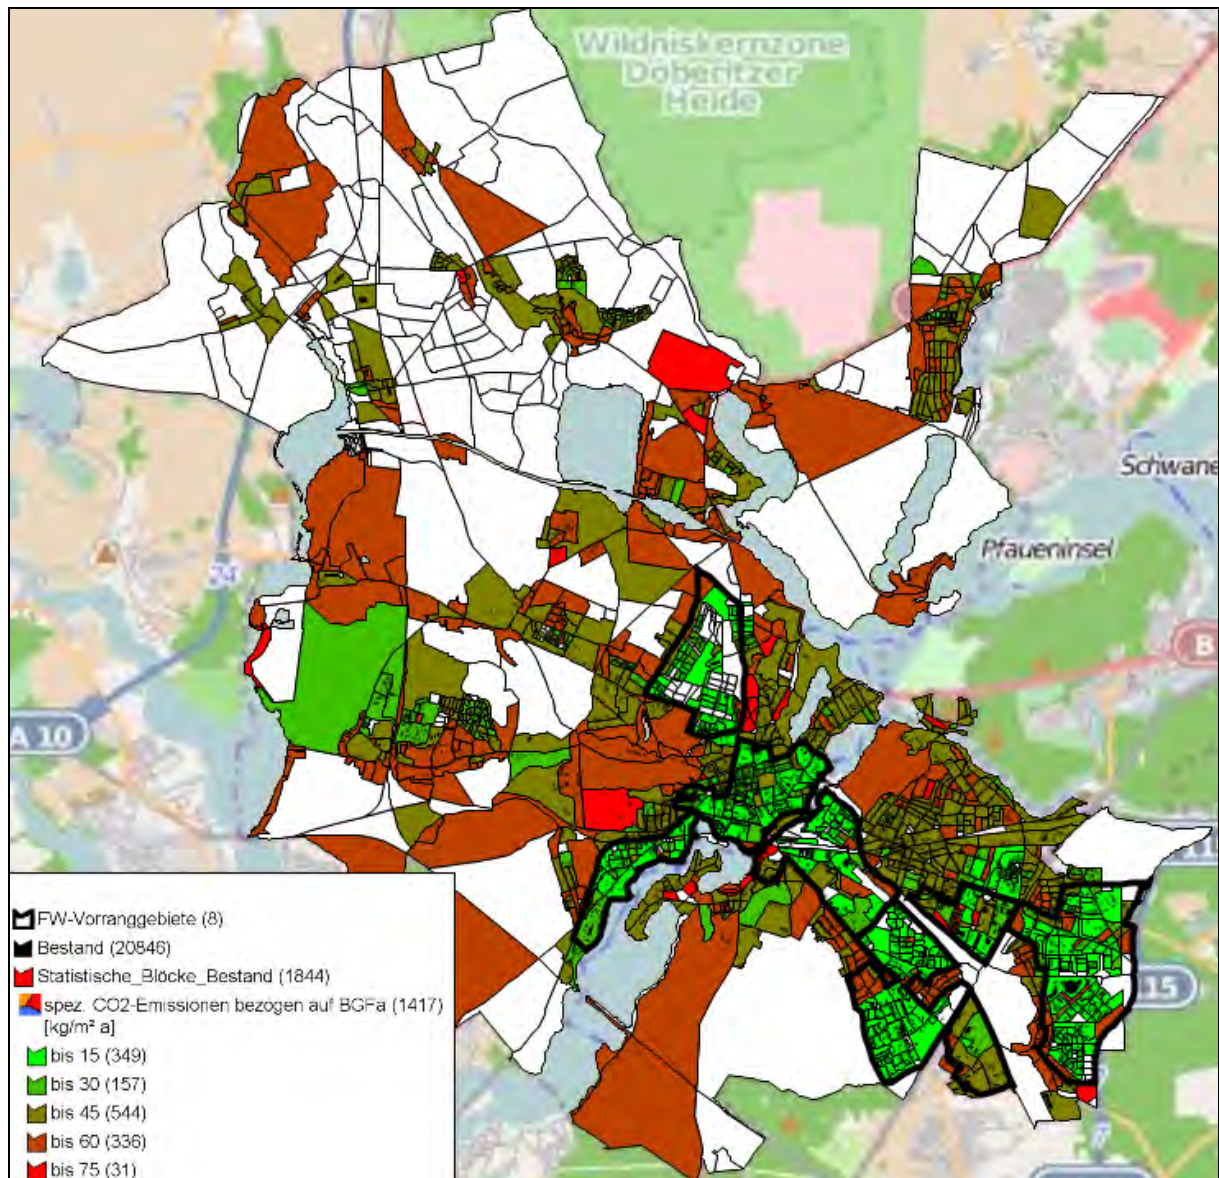 Wildniskernzone
Döberitzer
Heide
Schwane
Pfaueninsel
24
B
A 10
15
7
FW-Vorranggebiete (8)
Bestand (20846)
Statistische_Blöcke_Bestand (1844)
spez. CO2-Emissionen bezogen auf BGFa (1417)
[kg/m² a]
bis 15 (349)
bis 30 (157)
bis 45 (544)
bis 60 (336)
bis 75 (31)